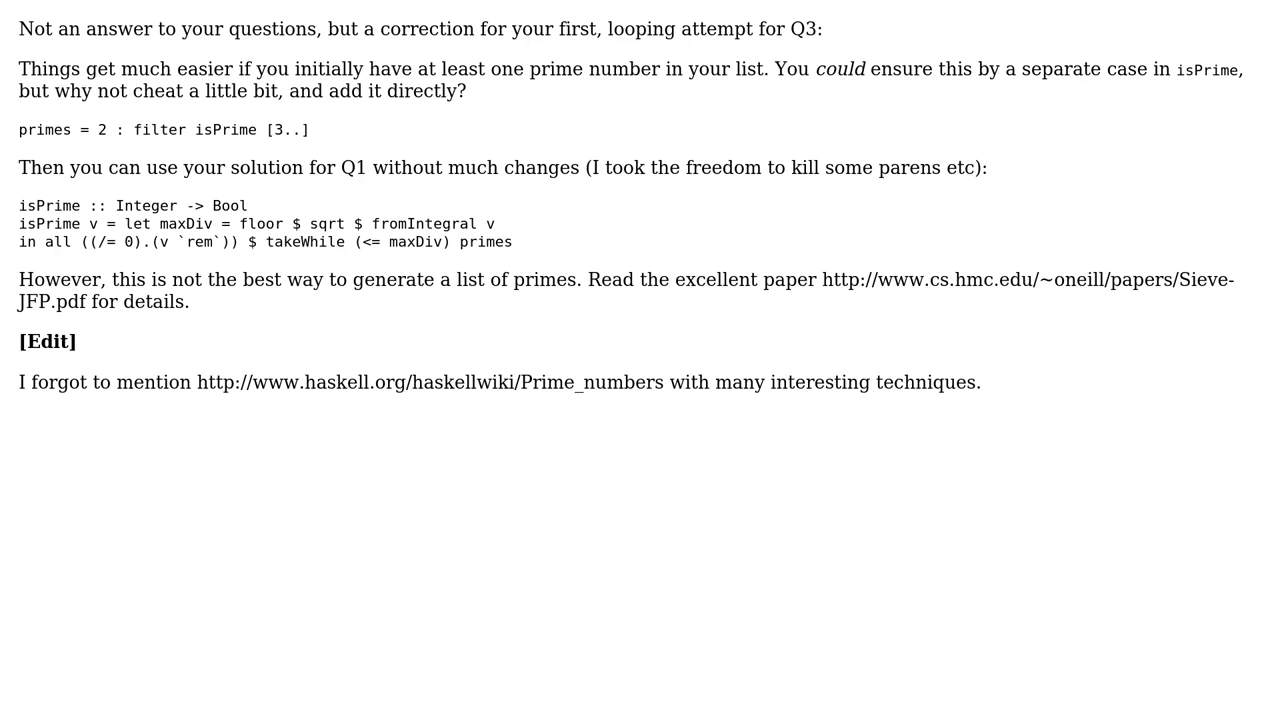 Not an answer to your questions, but a correction for your first, looping attempt for Q3:
Things get much easier if you initially have at least one prime number in your list. You could ensure this by a separate case in isPrime,
but why not cheat a little bit, and add it directly?
primes = 2 : filter isPrime [3..]
Then you can use your solution for Q1 without much changes (I took the freedom to kill some parens etc):
isPrime :: Integer -> Bool
isPrime v = let maxDiv = floor $ sqrt $ fromIntegral v
in all ((/= 0).(v `rem`)) $ takeWhile (<= maxDiv) primes
However, this is not the best way to generate a list of primes. Read the excellent paper http://www.cs.hmc.edu/~oneill/papers/Sieve-
JFP.pdf for details.
[Edit]
I forgot to mention http://www.haskell.org/haskellwiki/Prime_numbers with many interesting techniques.